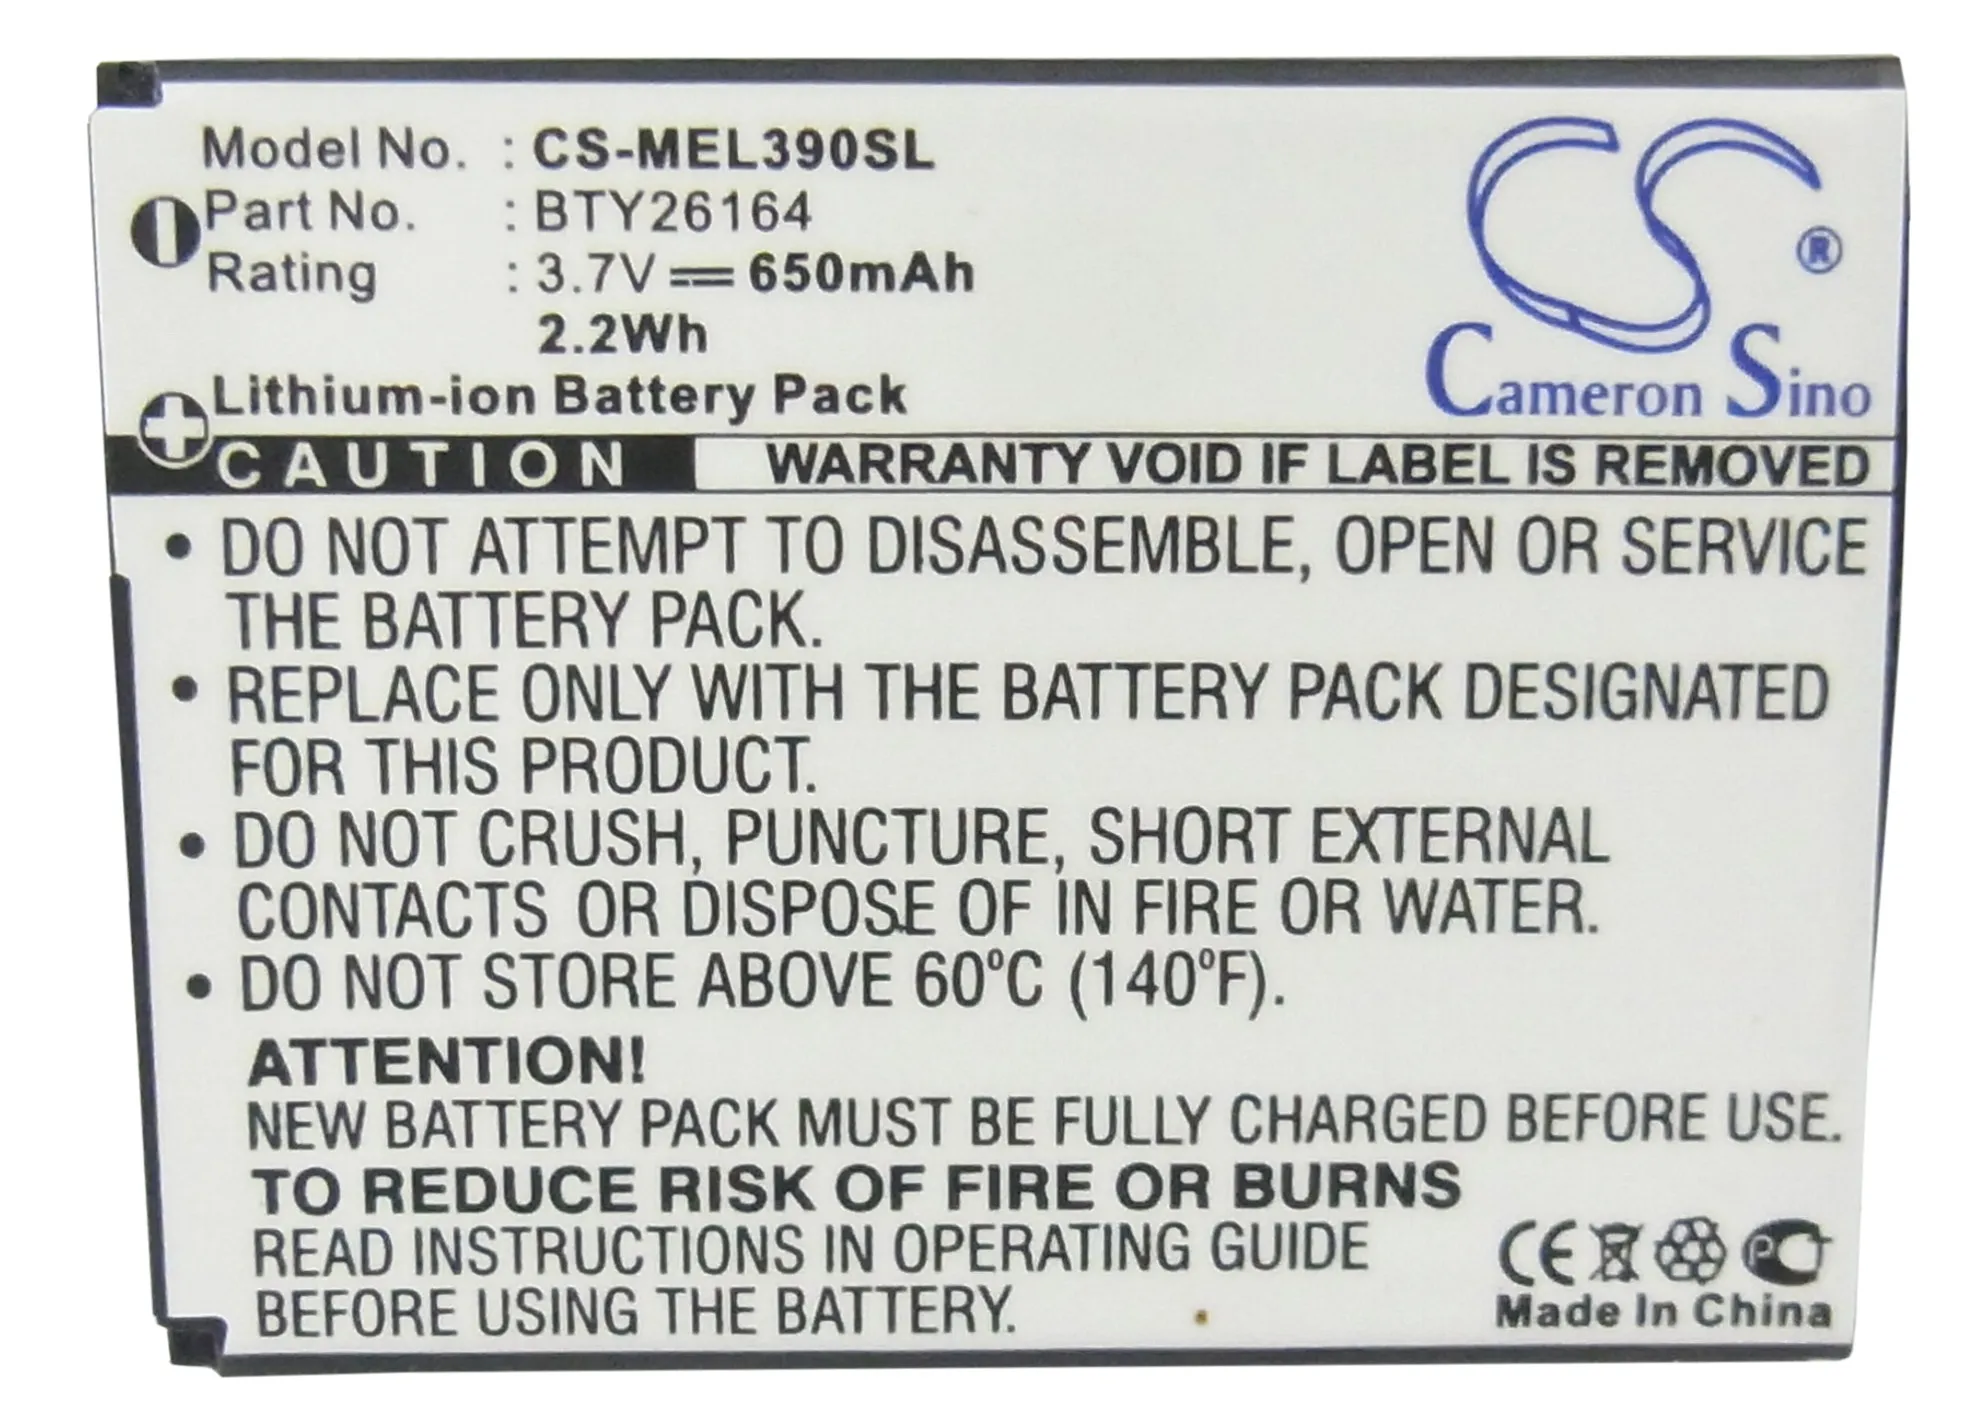 Model No. : CS-MEL390SL
Part No. : BTY26164
Rating : 3.7V 650mAh
2.2Wh
Lithium-ion Battery Pack
CS ®
Cameron Sino
CAUTION WARRANTY VOID IF LABEL IS REMOVED
• DO NOT ATTEMPT TO DISASSEMBLE, OPEN OR SERVICE
THE BATTERY PACK.
• REPLACE ONLY WITH THE BATTERY PACK DESIGNATED
FOR THIS PRODUCT.
• DO NOT CRUSH, PUNCTURE, SHORT EXTERNAL
CONTACTS OR DISPOSE OF IN FIRE OR WATER.
• DO NOT STORE ABOVE 60°C (140°F).
ATTENTION!
NEW BATTERY PACK MUST BE FULLY CHARGED BEFORE USE.
TO REDUCE RISK OF FIRE OR BURNS
READ INSTRUCTIONS IN OPERATING GUIDE
BEFORE USING THE BATTERY.
CE PC
Made In China